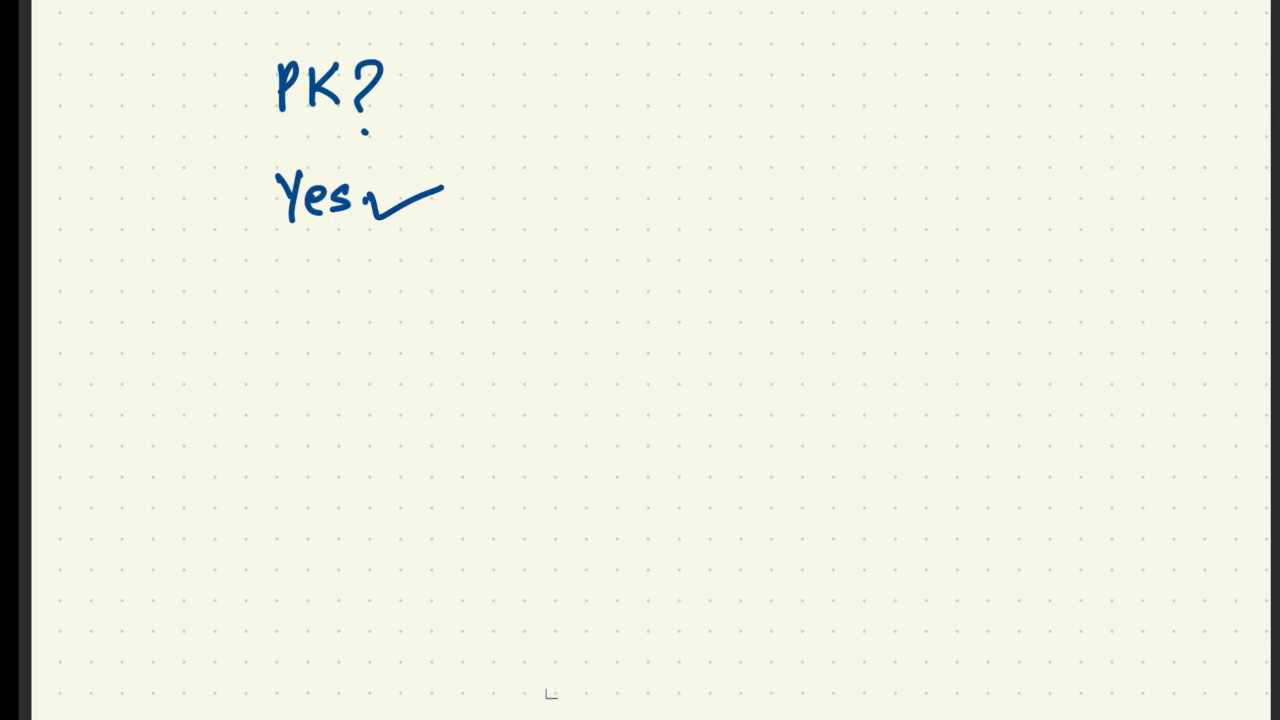 PK?
Yes ✓